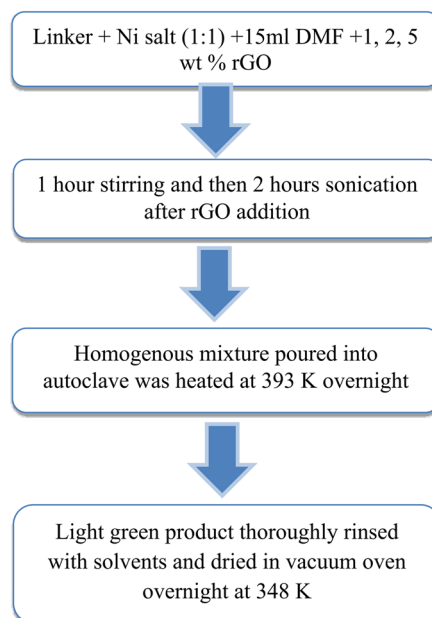 Linker + Ni salt (1:1) +15ml DMF +1, 2, 5
wt % rGO
1 hour stirring and then 2 hours sonication
after rGO addition
Homogenous mixture poured into
autoclave was heated at 393 K overnight
Light green product thoroughly rinsed
with solvents and dried in vacuum oven
overnight at 348 K